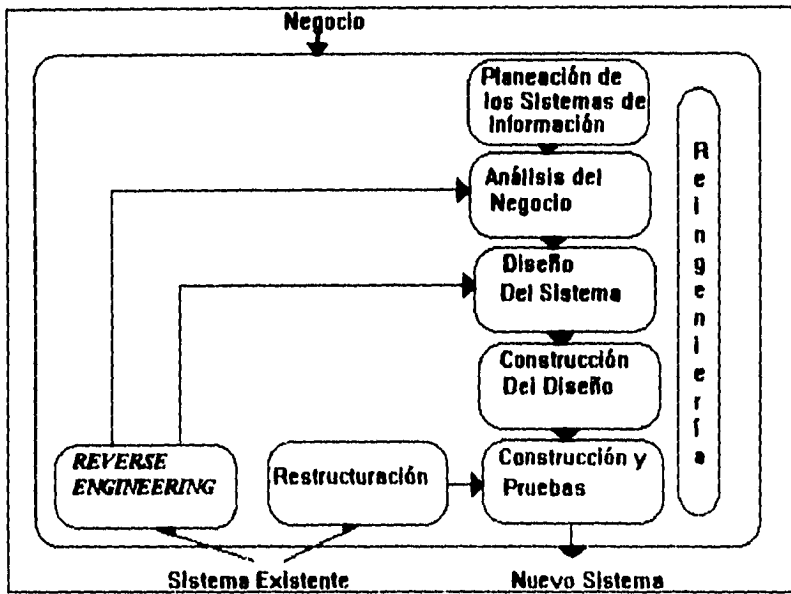 Negocio
Planeación de
los Sistemas de
Información
Análisis del
Negocio
Diseño
Del Sistema
Construcción
Del Diseño
Construcción y
Pruebas
Reingeniería
REVERSE
ENGINEERING
Restructuración
Sistema Existente
Nuevo Sistema